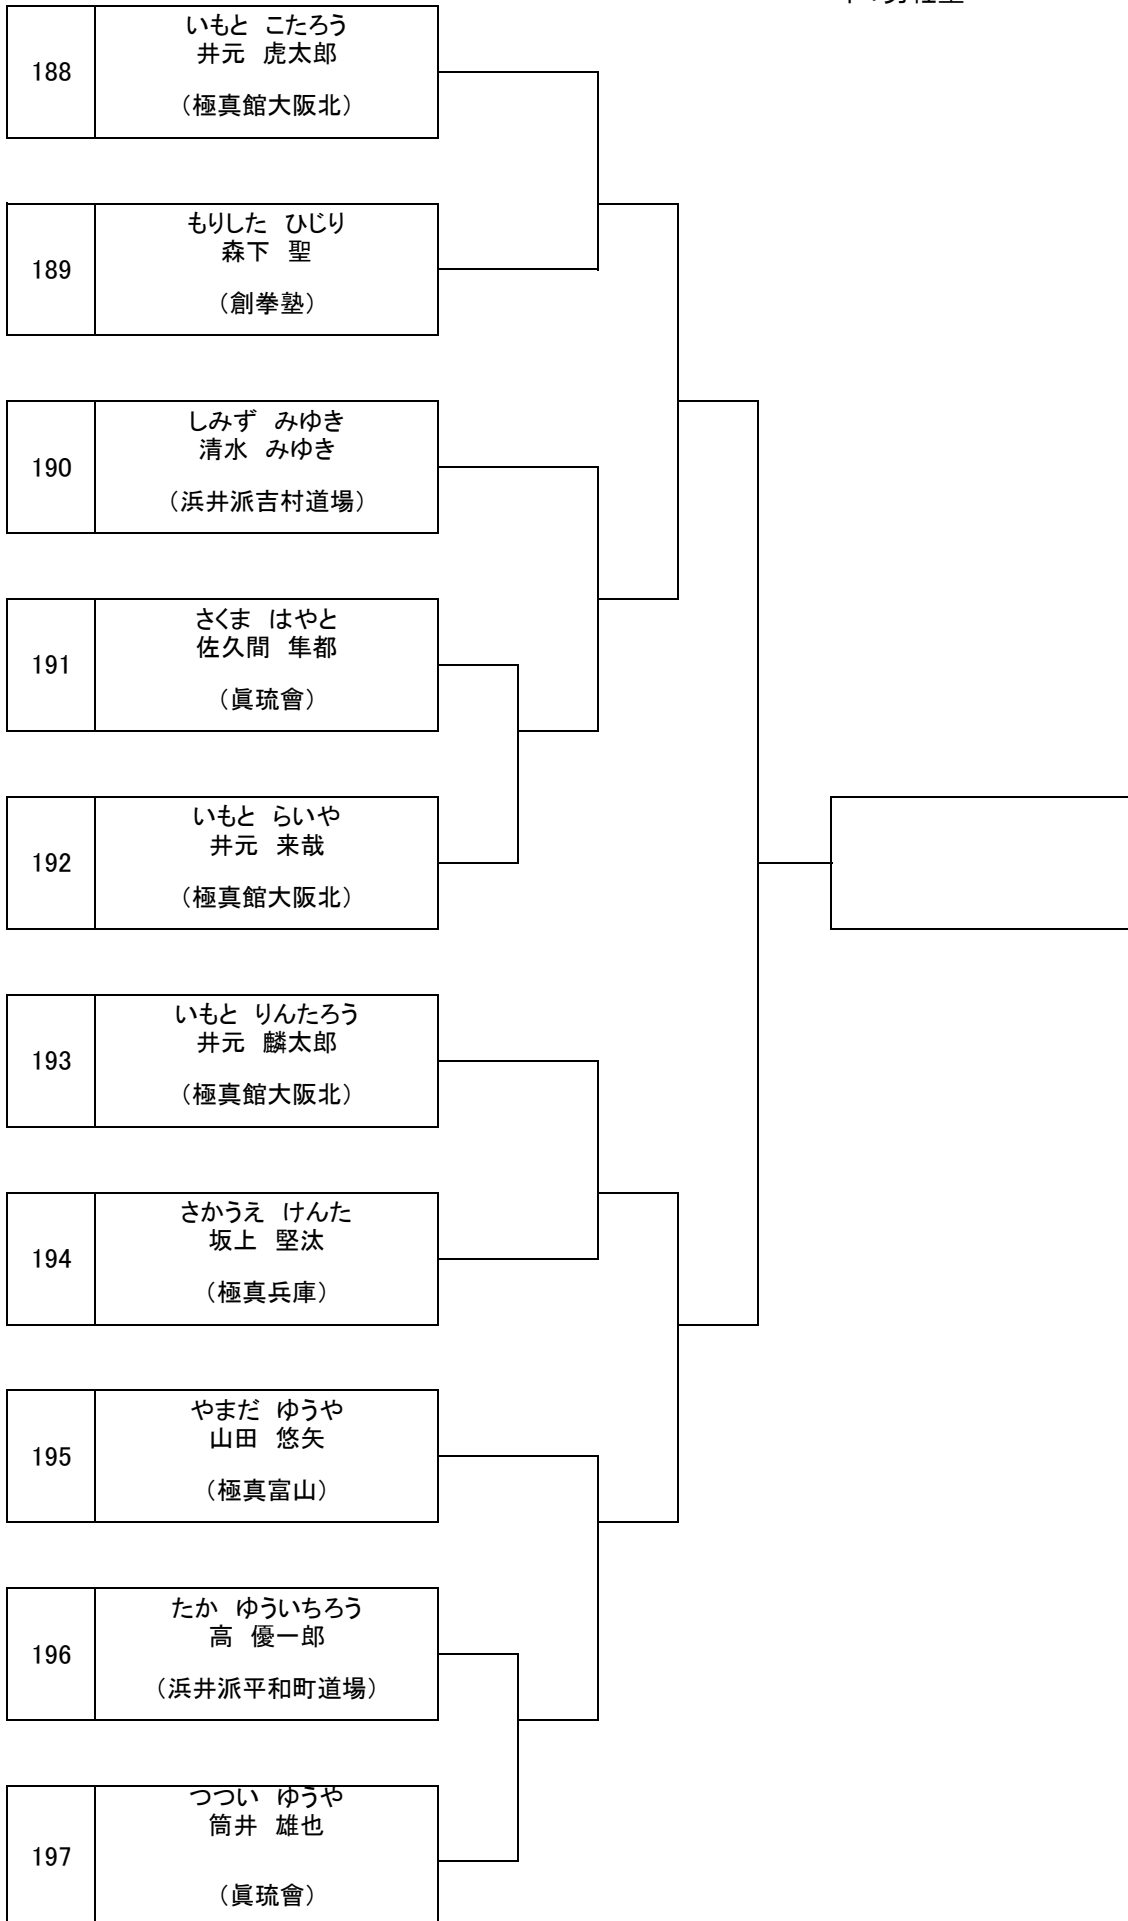 188
いもと こたろう
井元 虎太郎
（極真館大阪北）
189
もりした ひじり
森下 聖
（創拳塾）
190
しみず みゆき
清水 みゆき
（浜井派吉村道場）
191
さくま はやと
佐久間 隼都
（眞琉會）
192
いもと らいや
井元 来哉
（極真館大阪北）
193
いもと りんたろう
井元 麟太郎
（極真館大阪北）
194
さかうえ けんた
坂上 堅汰
（極真兵庫）
195
やまだ ゆうや
山田 悠矢
（極真富山）
196
たか ゆういちろう
高 優一郎
（浜井派平和町道場）
197
つつい ゆうや
筒井 雄也
（眞琉會）